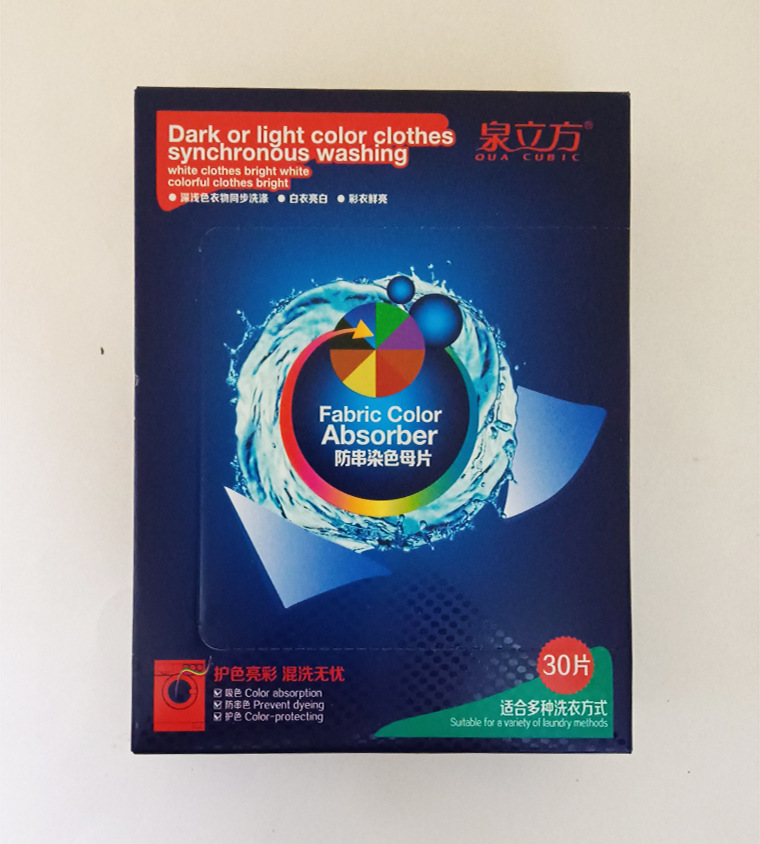 Dark or light color clothes
synchronous washing
white clothes bright white
colorful clothes bright
● 深浅色衣物同步洗涤 ● 白衣亮白 ● 彩衣鲜亮
泉立方®
QUA CUBIC
Fabric Color
Absorber
防串染色母片
护色亮彩 混洗无忧
☑ 吸色 Color absorption
☑ 防串色 Prevent dyeing
☑ 护色 Color-protecting
30片
适合多种洗衣方式
Suitable for a variety of laundry methods